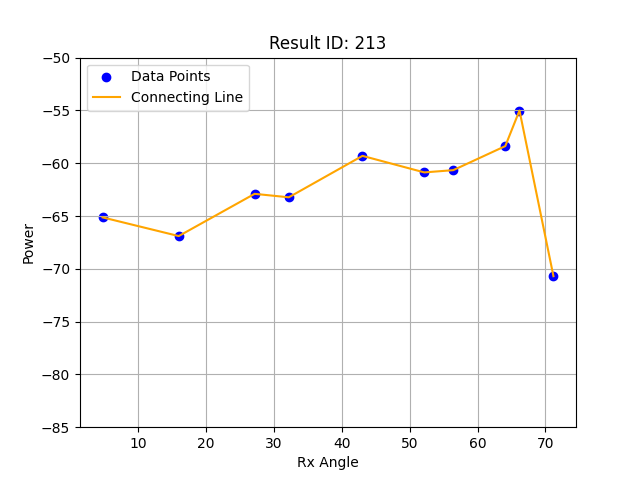 Result ID: 213
Data Points
Connecting Line
−50
−55
−60
−65
−70
−75
−80
−85
Power
10 20 30 40 50 60 70
Rx Angle